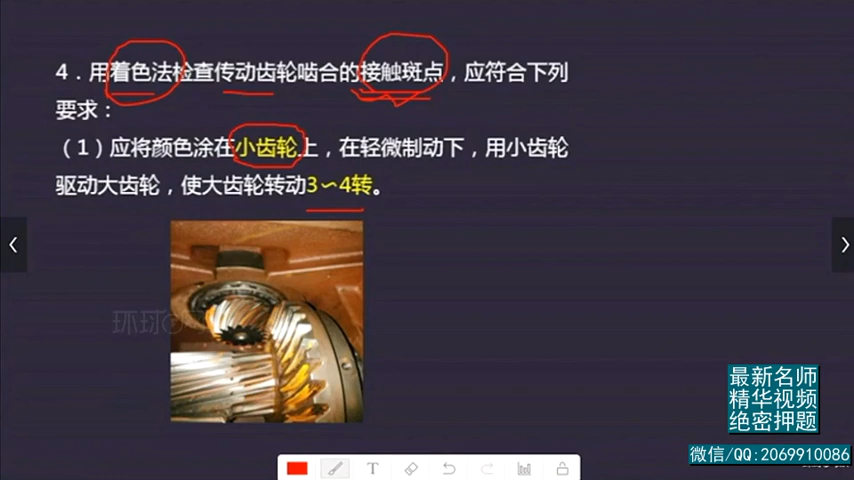 4．用着色法检查传动齿轮啮合的接触斑点，应符合下列
要求：
（1）应将颜色涂在小齿轮上，在轻微制动下，用小齿轮
驱动大齿轮，使大齿轮转动3～4转。
环球
最新名师
精华视频
绝密押题
微信/QQ:2069910086
T